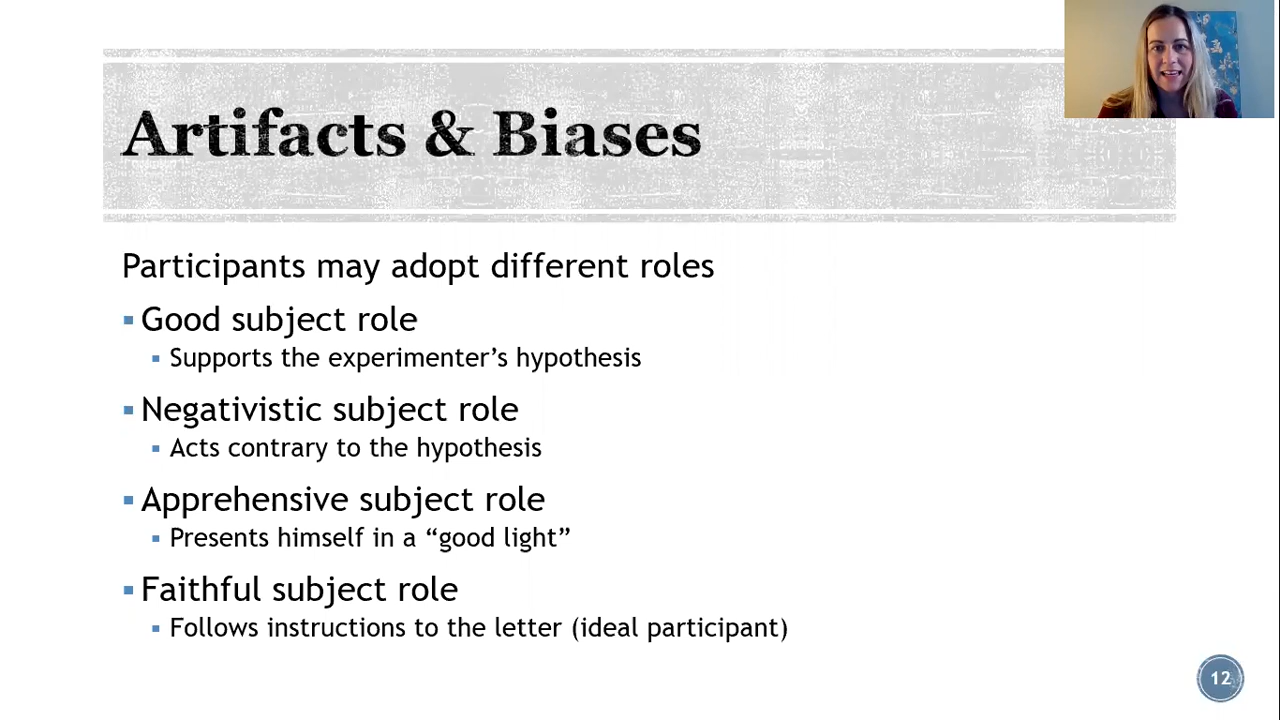 Artifacts & Biases
Participants may adopt different roles
Good subject role
Supports the experimenter’s hypothesis
Negativistic subject role
Acts contrary to the hypothesis
Apprehensive subject role
Presents himself in a “good light”
Faithful subject role
Follows instructions to the letter (ideal participant)
12